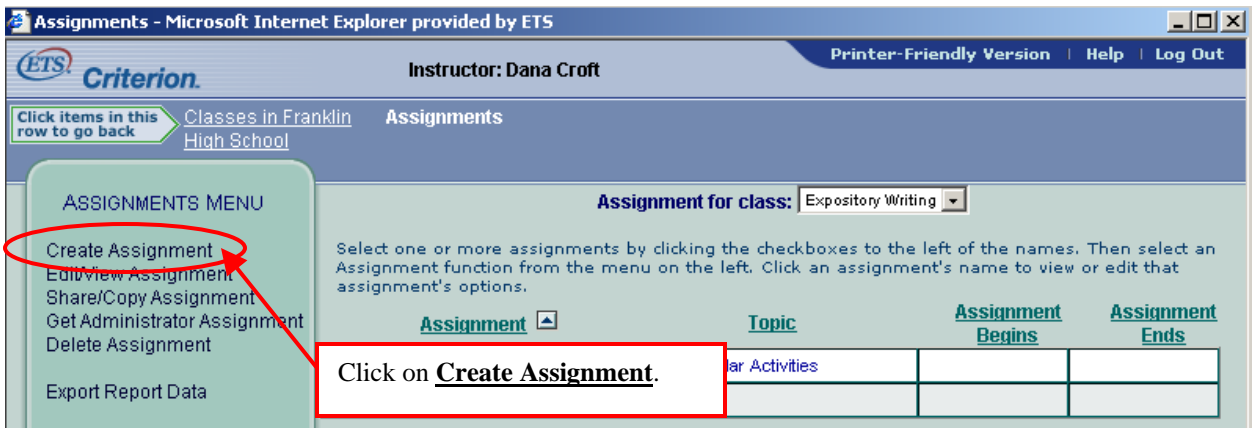 Assignments - Microsoft Internet Explorer provided by ETS
ETS Criterion.
Instructor: Dana Croft
Printer-Friendly Version | Help | Log Out
Click items in this
row to go back
Classes in Franklin
High School
Assignments
ASSIGNMENTS MENU
Create Assignment
Edit/View Assignment
Share/Copy Assignment
Get Administrator Assignment
Delete Assignment
Export Report Data
Assignment for class: Expository Writing
Select one or more assignments by clicking the checkboxes to the left of the names. Then select an
Assignment function from the menu on the left. Click an assignment's name to view or edit that
assignment's options.
Assignment
Topic
Assignment
Begins
Assignment
Ends
Click on Create Assignment.
Activities